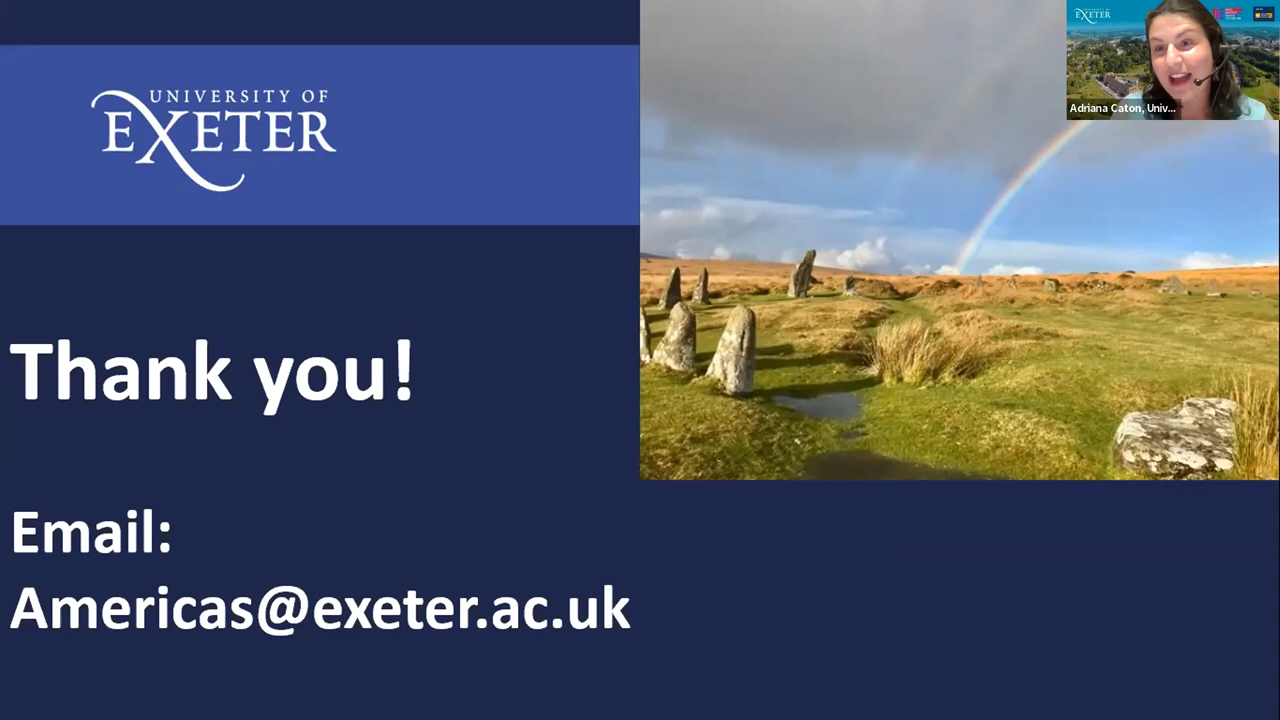 UNIVERSITY OF
EXETER
Thank you!
Email:
Americas@exeter.ac.uk
EXETER
Adriana Caton, Univ...